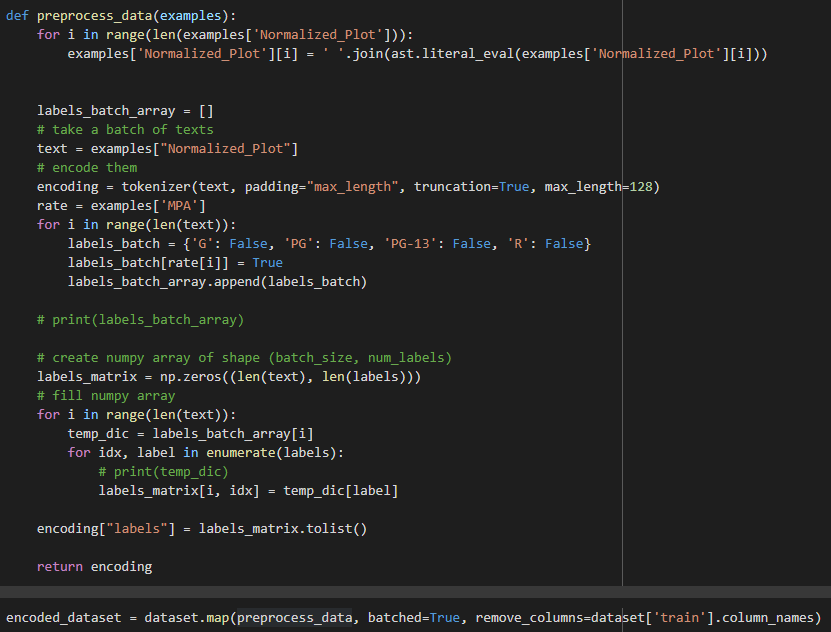 def preprocess_data(examples):
    for i in range(len(examples['Normalized_Plot'])):
        examples['Normalized_Plot'][i] = ' '.join(ast.literal_eval(examples['Normalized_Plot'][i]))
    labels_batch_array = []
    # take a batch of texts
    text = examples["Normalized_Plot"]
    # encode them
    encoding = tokenizer(text, padding="max_length", truncation=True, max_length=128)
    rate = examples['MPA']
    for i in range(len(text)):
        labels_batch = {'G': False, 'PG': False, 'PG-13': False, 'R': False}
        labels_batch[rate[i]] = True
        labels_batch_array.append(labels_batch)
    # print(labels_batch_array)
    # create numpy array of shape (batch_size, num_labels)
    labels_matrix = np.zeros((len(text), len(labels)))
    # fill numpy array
    for i in range(len(text)):
        temp_dic = labels_batch_array[i]
        for idx, label in enumerate(labels):
            # print(temp_dic)
            labels_matrix[i, idx] = temp_dic[label]
    encoding["labels"] = labels_matrix.tolist()
    return encoding
encoded_dataset = dataset.map(preprocess_data, batched=True, remove_columns=dataset['train'].column_names)